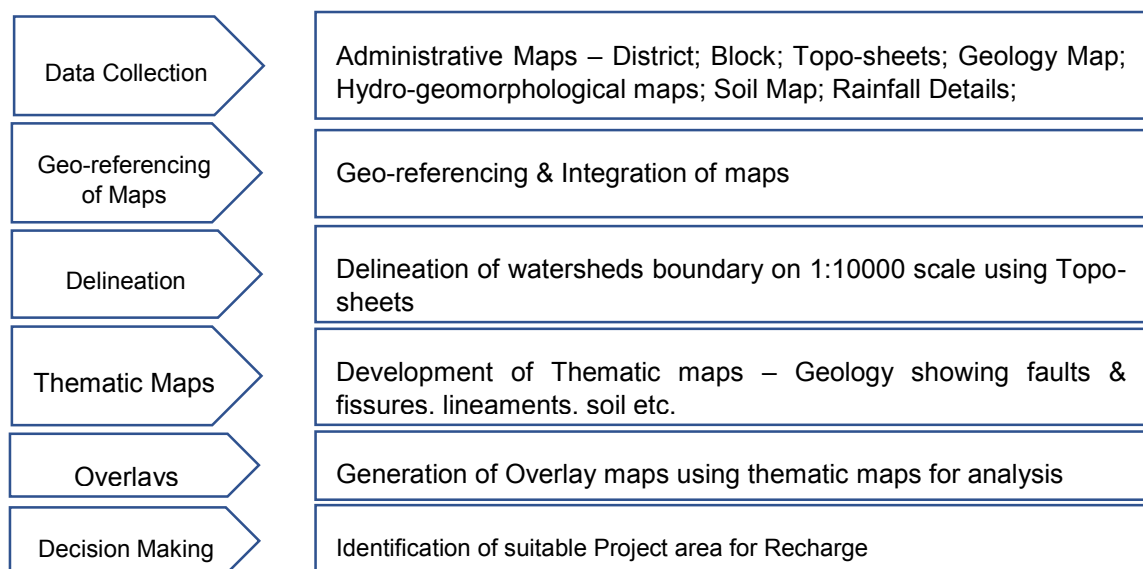 Data Collection
Administrative Maps – District; Block; Topo-sheets; Geology Map;
Hydro-geomorphological maps; Soil Map; Rainfall Details;
Geo-referencing
of Maps
Geo-referencing & Integration of maps
Delineation
Delineation of watersheds boundary on 1:10000 scale using Topo-
sheets
Thematic Maps
Development of Thematic maps – Geology showing faults &
fissures. lineaments. soil etc.
Overlays
Generation of Overlay maps using thematic maps for analysis
Decision Making
Identification of suitable Project area for Recharge